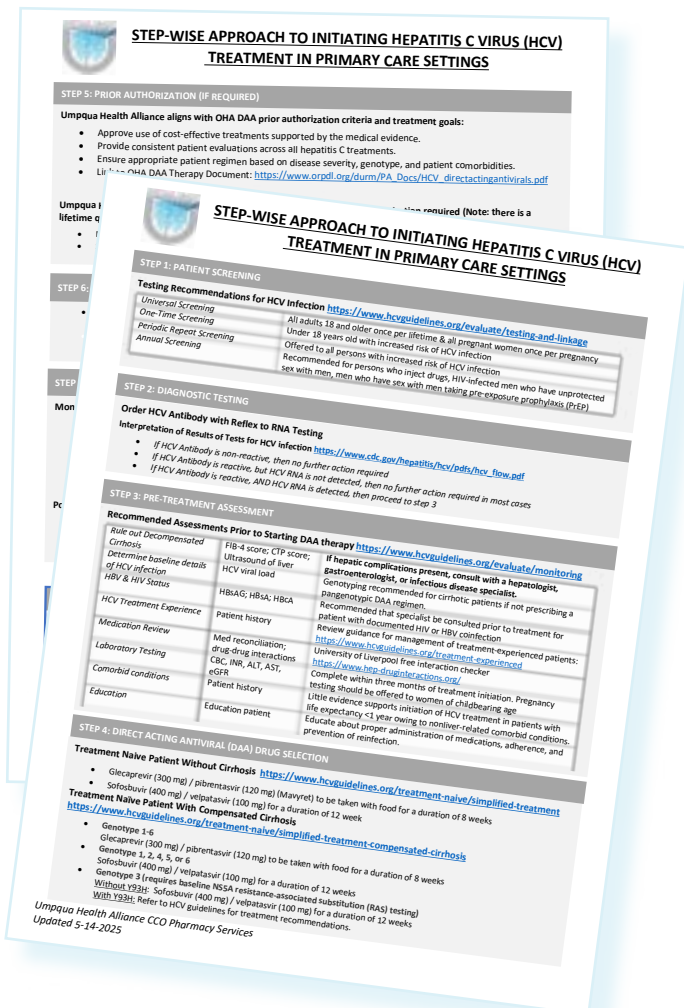 STEP-WISE APPROACH TO INITIATING HEPATITIS C VIRUS (HCV)
TREATMENT IN PRIMARY CARE SETTINGS
STEP 5: PRIOR AUTHORIZATION (IF REQUIRED)
Umpqua Health Alliance aligns with OHA DAA prior authorization criteria and treatment goals:
• Approve use of cost-effective treatments supported by the medical evidence.
• Provide consistent patient evaluations across all hepatitis C treatments.
• Ensure appropriate patient regimen based on disease severity, genotype, and patient comorbidities.
• Link to OHA DAA Therapy Document: https://www.orpdl.org/durm/PA_Docs/HCV_directactingantivirals.pdf
Umpqua H
required (Note: there is a
lifetime q
STEP 6:
STEP
Mon
Po
STEP-WISE APPROACH TO INITIATING HEPATITIS C VIRUS (HCV)
TREATMENT IN PRIMARY CARE SETTINGS
STEP 1: PATIENT SCREENING
Testing Recommendations for HCV Infection https://www.hcvguidelines.org/evaluate/testing-and-linkage
Universal Screening All adults 18 and older once per lifetime & all pregnant women once per pregnancy
One-Time Screening Under 18 years old with increased risk of HCV infection
Periodic Repeat Screening Offered to all persons with increased risk of HCV infection
Annual Screening Recommended for persons who inject drugs, HIV-infected men who have unprotected
sex with men, men who have sex with men taking pre-exposure prophylaxis (PrEP)
STEP 2: DIAGNOSTIC TESTING
Order HCV Antibody with Reflex to RNA Testing
Interpretation of Results of Tests for HCV infection https://www.cdc.gov/hepatitis/hcv/pdfs/hcv_flow.pdf
• If HCV Antibody is non-reactive, then no further action required
• If HCV Antibody is reactive, but HCV RNA is not detected, then no further action required in most cases
• If HCV Antibody is reactive, AND HCV RNA is detected, then proceed to step 3
STEP 3: PRE-TREATMENT ASSESSMENT
Recommended Assessments Prior to Starting DAA therapy https://www.hcvguidelines.org/evaluate/monitoring
Rule out Decompensated FIB-4 score; CTP score; If hepatic complications present, consult with a hepatologist,
Cirrhosis Ultrasound of liver gastroenterologist, or infectious disease specialist.
Determine baseline details HCV viral load Genotyping recommended for cirrhotic patients if not prescribing a
of HCV infection pangenotypic DAA regimen.
HBV & HIV Status HBsAG; HBsA; HBCA Recommended that specialist be consulted prior to treatment for
patient with documented HIV or HBV coinfection
HCV Treatment Experience Patient history Review guidance for management of treatment-experienced patients:
https://www.hcvguidelines.org/treatment-experienced
Medication Review Med reconciliation; University of Liverpool free interaction checker
drug-drug interactions https://www.hep-druginteractions.org/
Laboratory Testing CBC, INR, ALT, AST, Complete within three months of treatment initiation. Pregnancy
eGFR testing should be offered to women of childbearing age
Comorbid conditions Patient history Little evidence supports initiation of HCV treatment in patients with
life expectancy <1 year owing to nonliver-related comorbid conditions.
Education Education patient Educate about proper administration of medications, adherence, and
prevention of reinfection.
STEP 4: DIRECT ACTING ANTIVIRAL (DAA) DRUG SELECTION
Treatment Naive Patient Without Cirrhosis https://www.hcvguidelines.org/treatment-naive/simplified-treatment
• Glecaprevir (300 mg) / pibrentasvir (120 mg) (Mavyret) to be taken with food for a duration of 8 weeks
• Sofosbuvir (400 mg) / velpatasvir (100 mg) for a duration of 12 week
Treatment Naïve Patient With Compensated Cirrhosis
https://www.hcvguidelines.org/treatment-naive/simplified-treatment-compensated-cirrhosis
• Genotype 1-6
Glecaprevir (300 mg) / pibrentasvir (120 mg) to be taken with food for a duration of 8 weeks
• Genotype 1, 2, 4, 5, or 6
Sofosbuvir (400 mg) / velpatasvir (100 mg) for a duration of 12 weeks
• Genotype 3 (requires baseline NS5A resistance-associated substitution (RAS) testing)
Without Y93H: Sofosbuvir (400 mg) / velpatasvir (100 mg) for a duration of 12 weeks
With Y93H: Refer to HCV guidelines for treatment recommendations.
Umpqua Health Alliance CCO Pharmacy Services
Updated 5-14-2025